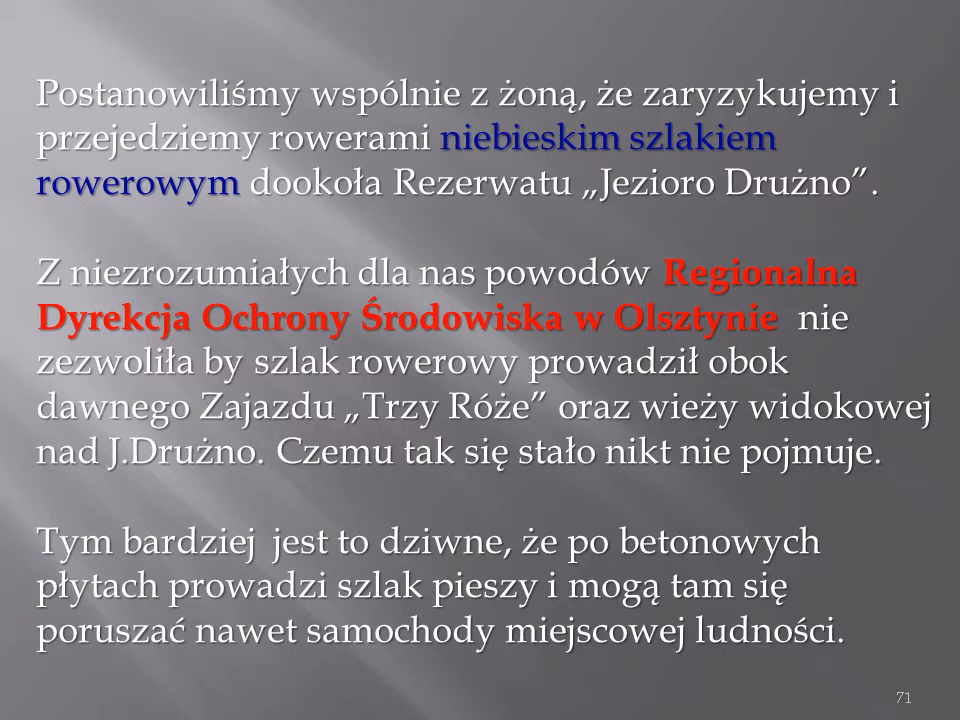 Postanowiliśmy wspólnie z żoną, że zaryzykujemy i
przejedziemy rowerami niebieskim szlakiem
rowerowym dookoła Rezerwatu „Jezioro Drużno”.
Z niezrozumiałych dla nas powodów Regionalna
Dyrekcja Ochrony Środowiska w Olsztynie nie
zezwoliła by szlak rowerowy prowadził obok
dawnego Zajazdu „Trzy Róże” oraz wieży widokowej
nad J.Drużno. Czemu tak się stało nikt nie pojmuje.
Tym bardziej jest to dziwne, że po betonowych
płytach prowadzi szlak pieszy i mogą tam się
poruszać nawet samochody miejscowej ludności.
71